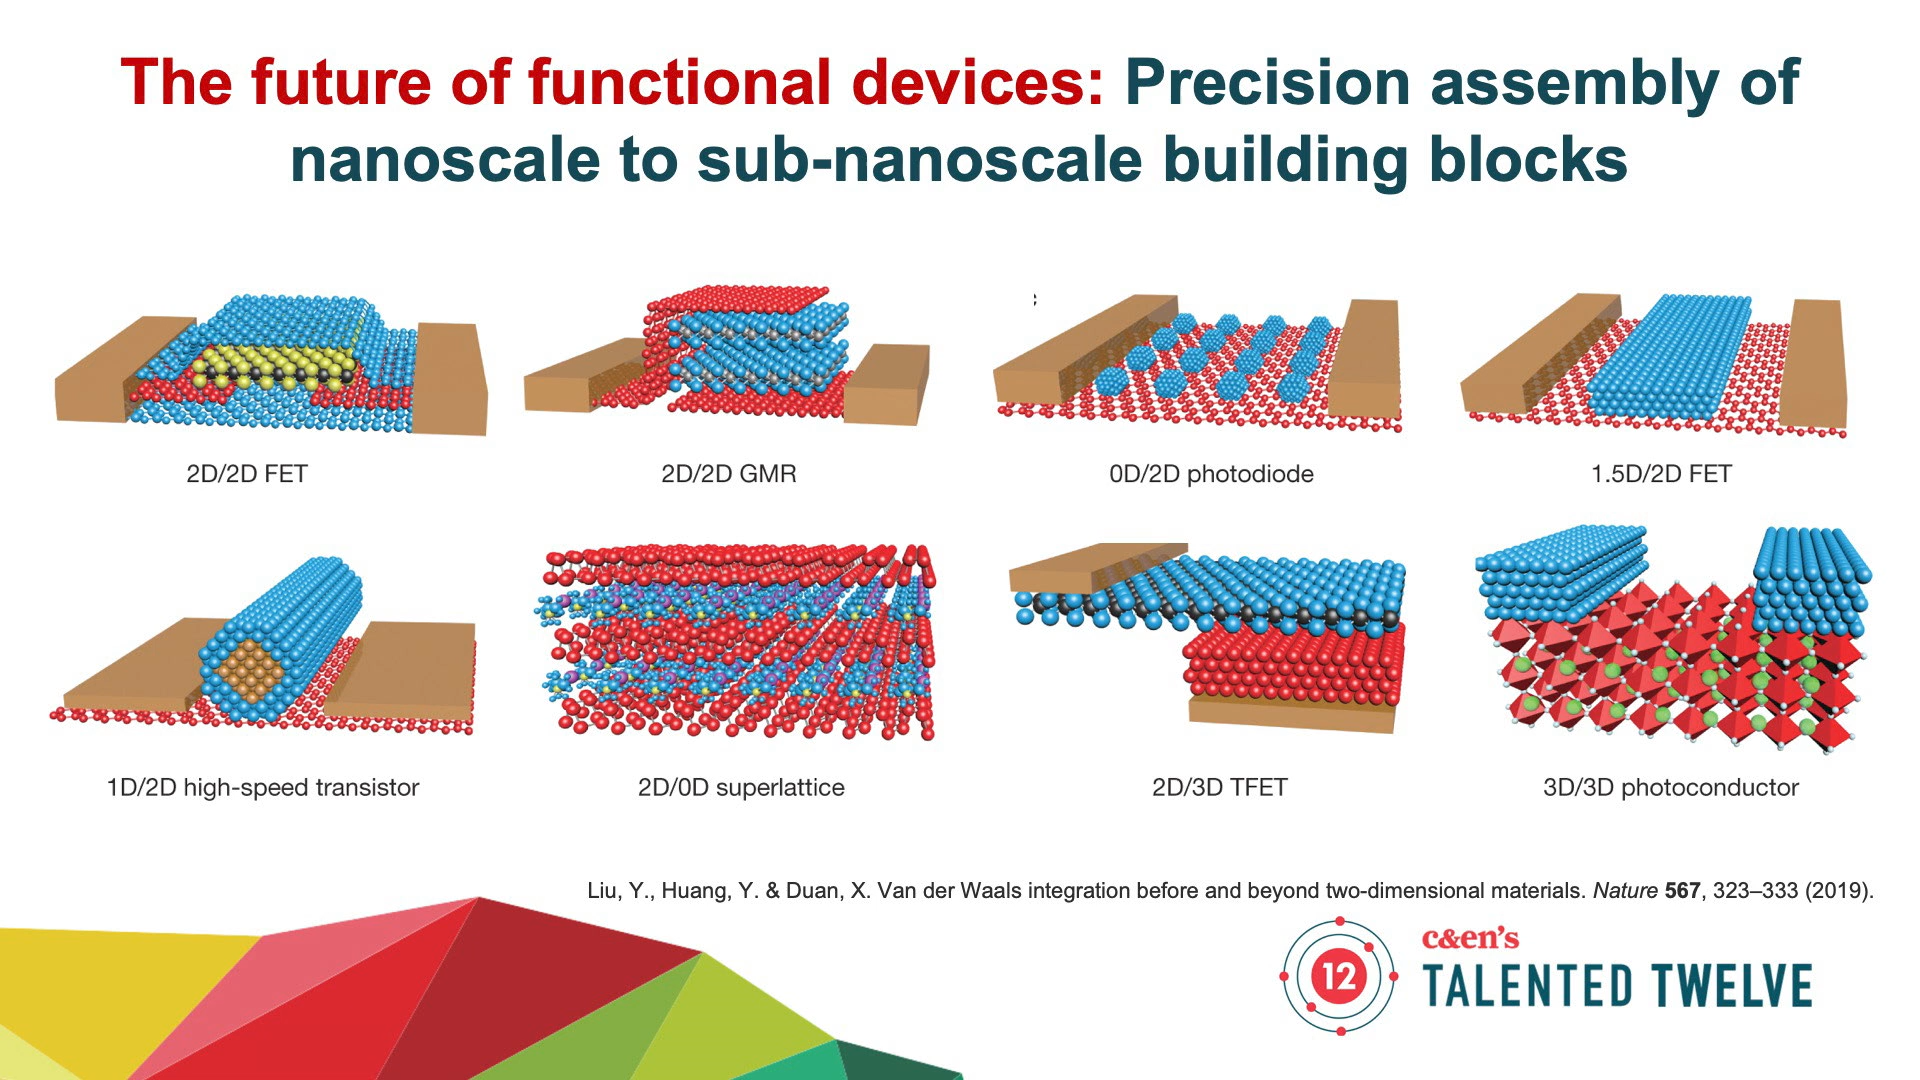 The future of functional devices: Precision assembly of
nanoscale to sub-nanoscale building blocks
2D/2D FET
2D/2D GMR
0D/2D photodiode
1.5D/2D FET
1D/2D high-speed transistor
2D/0D superlattice
2D/3D TFET
3D/3D photoconductor
Liu, Y., Huang, Y. & Duan, X. Van der Waals integration before and beyond two-dimensional materials. Nature 567, 323–333 (2019).
12
c&en's
TALENTED TWELVE